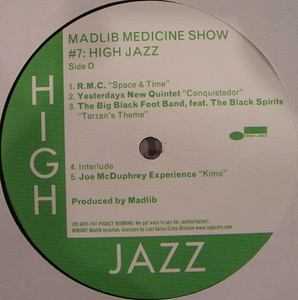 MADLIB MEDICINE SHOW
#7: HIGH JAZZ
Side D
1. R.M.C. "Space & Time"
2. Yesterdays New Quintet "Conquistador"
3. The Big Black Foot Band, feat. The Black Spirits
"Tarzan's Theme"
4. Interlude
5. Joe McDuphrey Experience "Kimo"
Produced by Madlib
HIGH
JAZZ